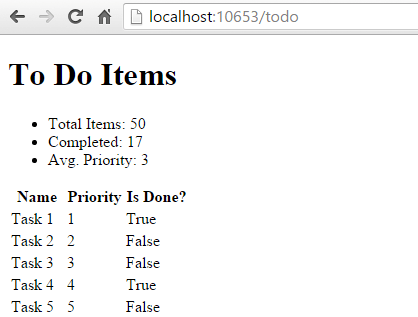 localhost:10653/todo
To Do Items
Total Items: 50
Completed: 17
Avg. Priority: 3
Name Priority Is Done?
Task 1 1 True
Task 2 2 False
Task 3 3 False
Task 4 4 True
Task 5 5 False